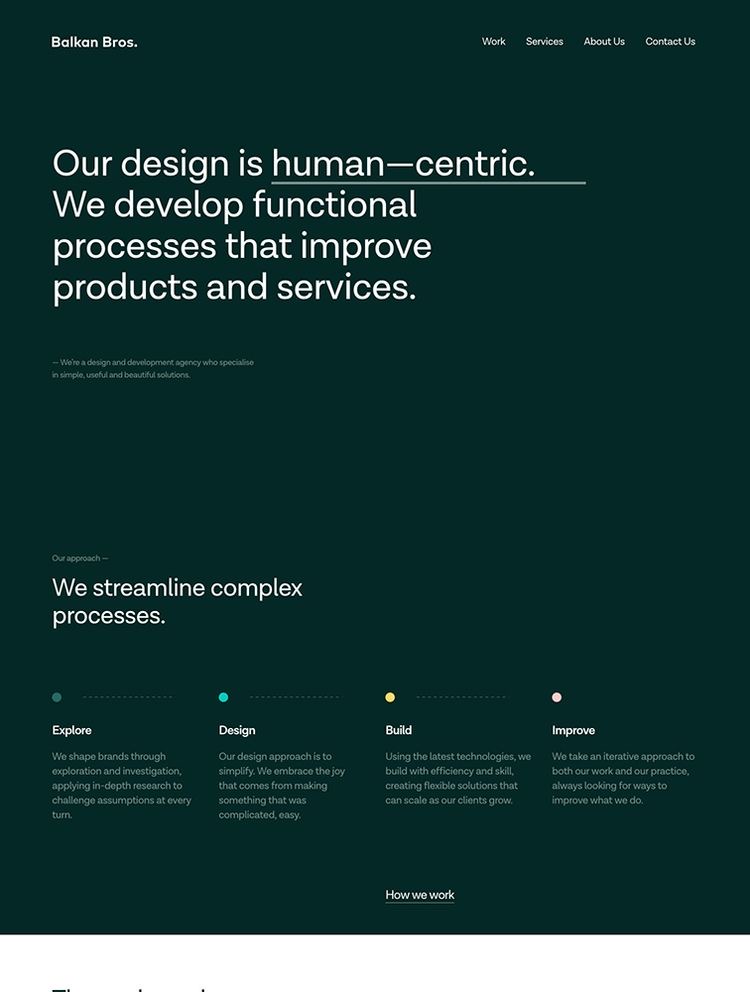 Balkan Bros.
Work Services About Us Contact Us
Our design is human—centric.
We develop functional
processes that improve
products and services.
— We're a design and development agency who specialise
in simple, useful and beautiful solutions.
Our approach —
We streamline complex
processes.
Explore
We shape brands through
exploration and investigation,
applying in-depth research to
challenge assumptions at every
turn.
Design
Our design approach is to
simplify. We embrace the joy
that comes from making
something that was
complicated, easy.
Build
Using the latest technologies, we
build with efficiency and skill,
creating flexible solutions that
can scale as our clients grow.
Improve
We take an iterative approach to
both our work and our practice,
always looking for ways to
improve what we do.
How we work